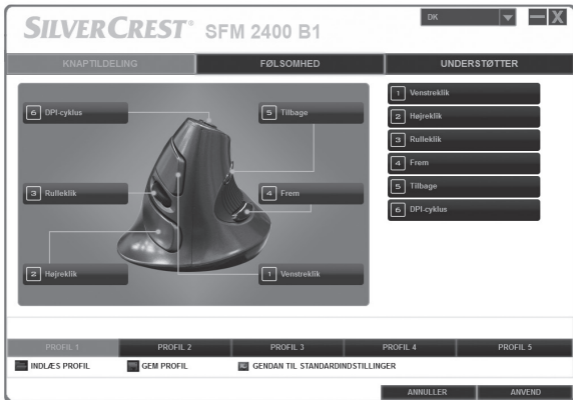 SILVERCREST® SFM 2400 B1
DK
KNAPTILDELING FØLSOMHED UNDERSTØTTER
6 DPI-cyklus
5 Tilbage
3 Rulleklik
4 Frem
2 Højreklik
1 Venstreklik
1 Venstreklik
2 Højreklik
3 Rulleklik
4 Frem
5 Tilbage
6 DPI-cyklus
PROFIL 1 PROFIL 2 PROFIL 3 PROFIL 4 PROFIL 5
INDLÆS PROFIL GEM PROFIL GENDAN TIL STANDARDINDSTILLINGER
ANNULLER ANVEND